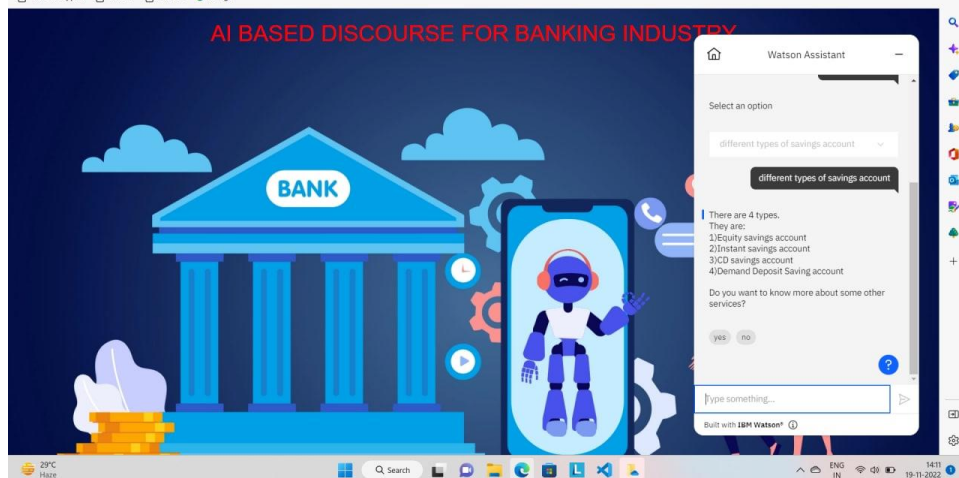 AI BASED DISCOURSE FOR BANKING INDUSTRY
BANK
Watson Assistant
Select an option
different types of savings account
different types of savings account
There are 4 types.
They are:
1)Equity savings account
2)Instant savings account
3)CD savings account
4)Demand Deposit Saving account
Do you want to know more about some other
services?
yes no
?
Type something...
Built with IBM Watson®
29°C
Haze
Search
ENG
IN
14:11
19-11-2022